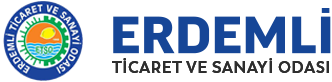 ERDEMLİ TİCARET VE SANAYİ ODASI
ERDEMLİ
TİCARET VE SANAYİ ODASI